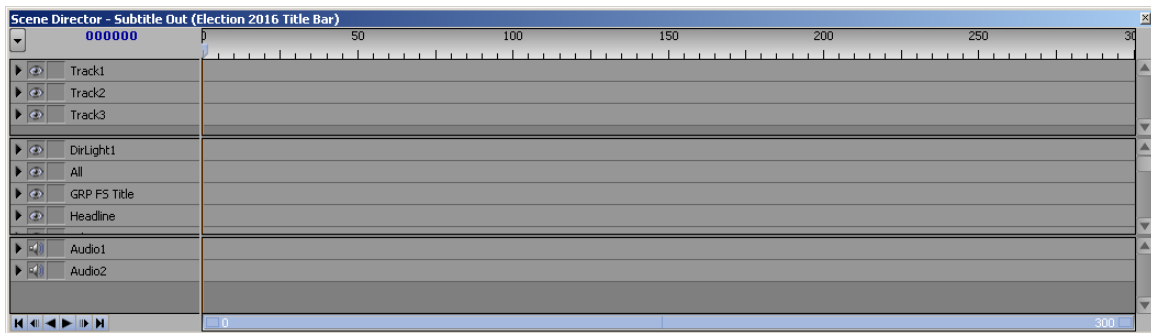 Scene Director - Subtitle Out (Election 2016 Title Bar)
000000
0 50 100 150 200 250 30
Track1
Track2
Track3
DirLight1
All
GRP FS Title
Headline
Audio1
Audio2
0 300